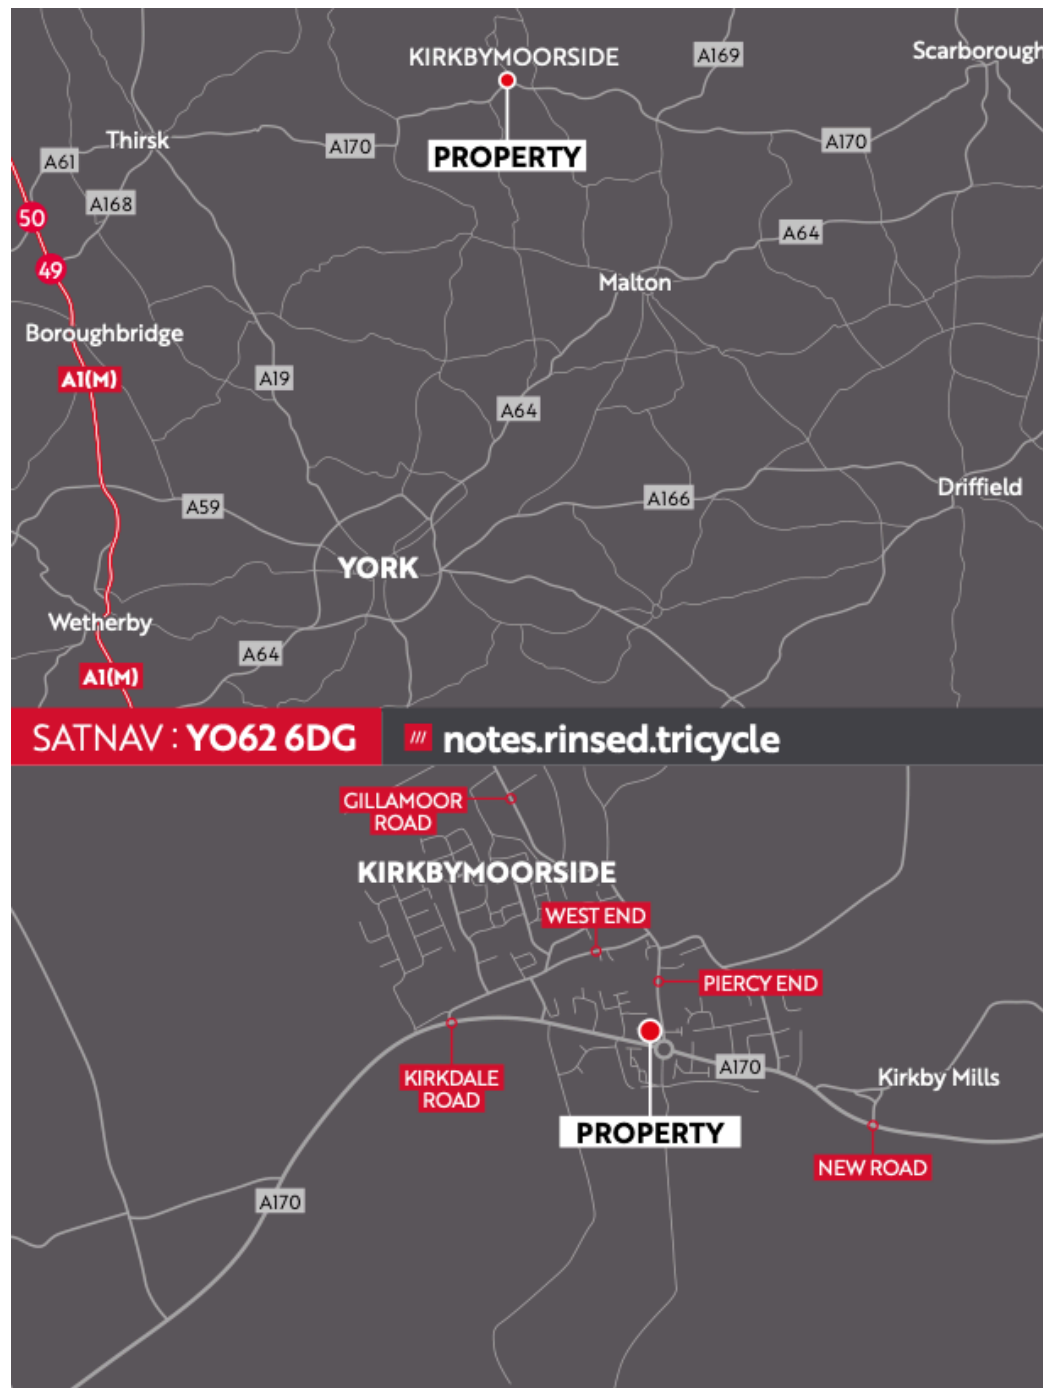 KIRKBYMOORSIDE
A169
Scarborough
Thirsk
A170
PROPERTY
A170
A61
A168
50
A64
49
Malton
Boroughbridge
A1(M)
A19
A64
Driffield
A59
A166
YORK
Wetherby
A64
A1(M)
SATNAV : YO62 6DG
/// notes.rinsed.tricycle
GILLAMOOR
ROAD
KIRKBYMOORSIDE
WEST END
PIERCY END
A170
KIRKDALE
ROAD
Kirkby Mills
PROPERTY
NEW ROAD
A170